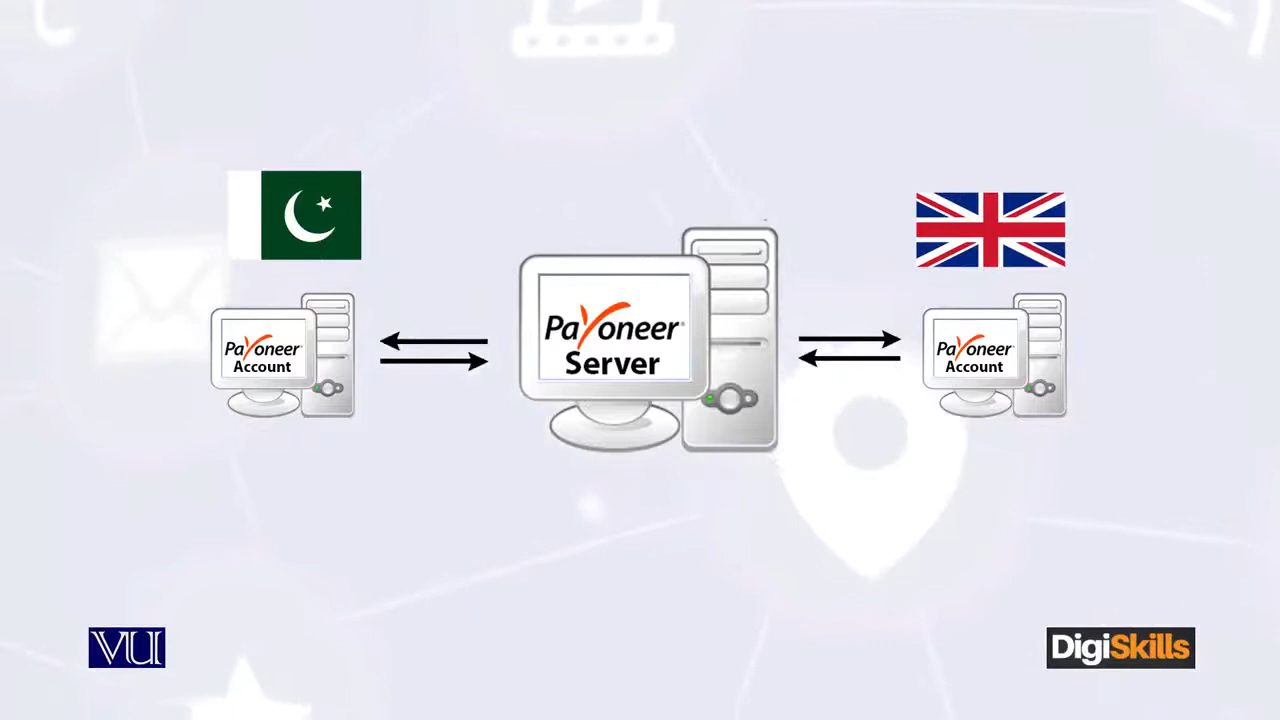 Payoneer
Account
Payoneer
Server
Payoneer
Account
VU
DigiSkills